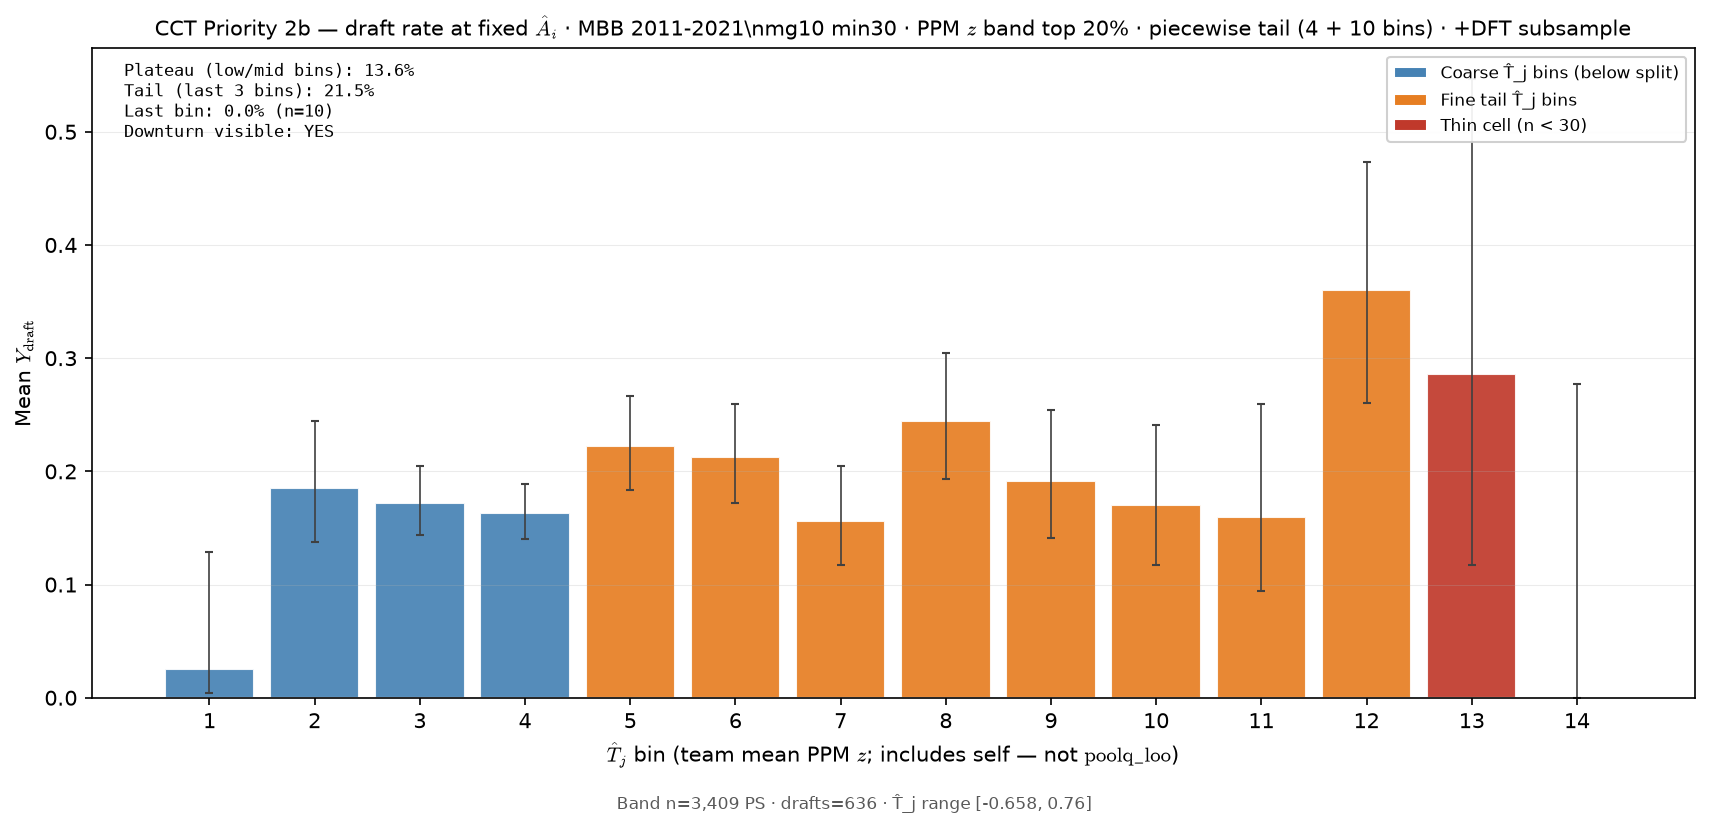 CCT Priority 2b — draft rate at fixed Â_i · MBB 2011-2021\nmg10 min30 · PPM z band top 20% · piecewise tail (4 + 10 bins) · +DFT subsample
Plateau (low/mid bins): 13.6%
Tail (last 3 bins): 21.5%
Last bin: 0.0% (n=10)
Downturn visible: YES
Coarse T̂_j bins (below split)
Fine tail T̂_j bins
Thin cell (n < 30)
Mean Y_draft
0.5
0.4
0.3
0.2
0.1
0.0
1 2 3 4 5 6 7 8 9 10 11 12 13 14
T̂_j bin (team mean PPM z; includes self — not poolq_loo)
Band n=3,409 PS · drafts=636 · T̂_j range [-0.658, 0.76]